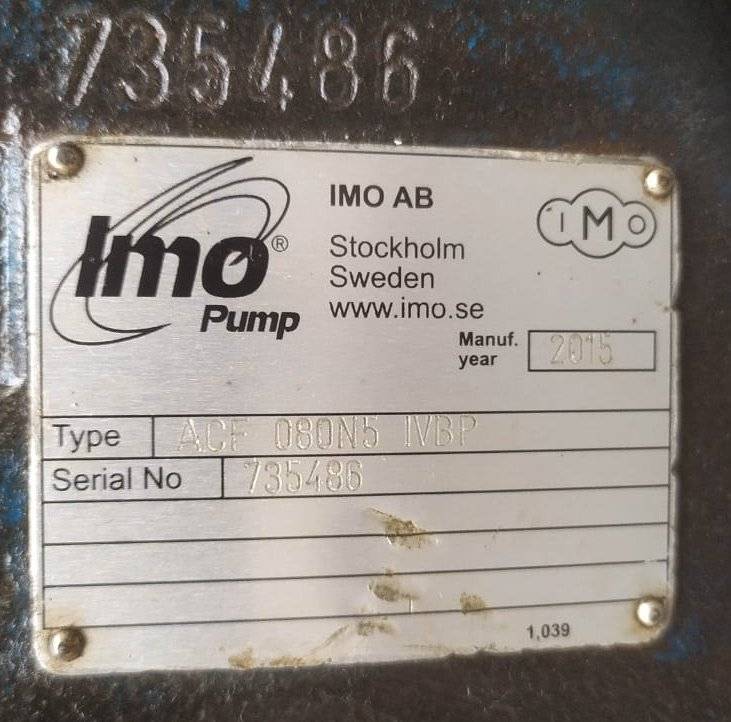 735486
Imo®
Pump
IMO AB
IMO
Stockholm
Sweden
www.imo.se
Manuf. year 2015
Type ACF 080N5 IVBP
Serial No 735486
1,039